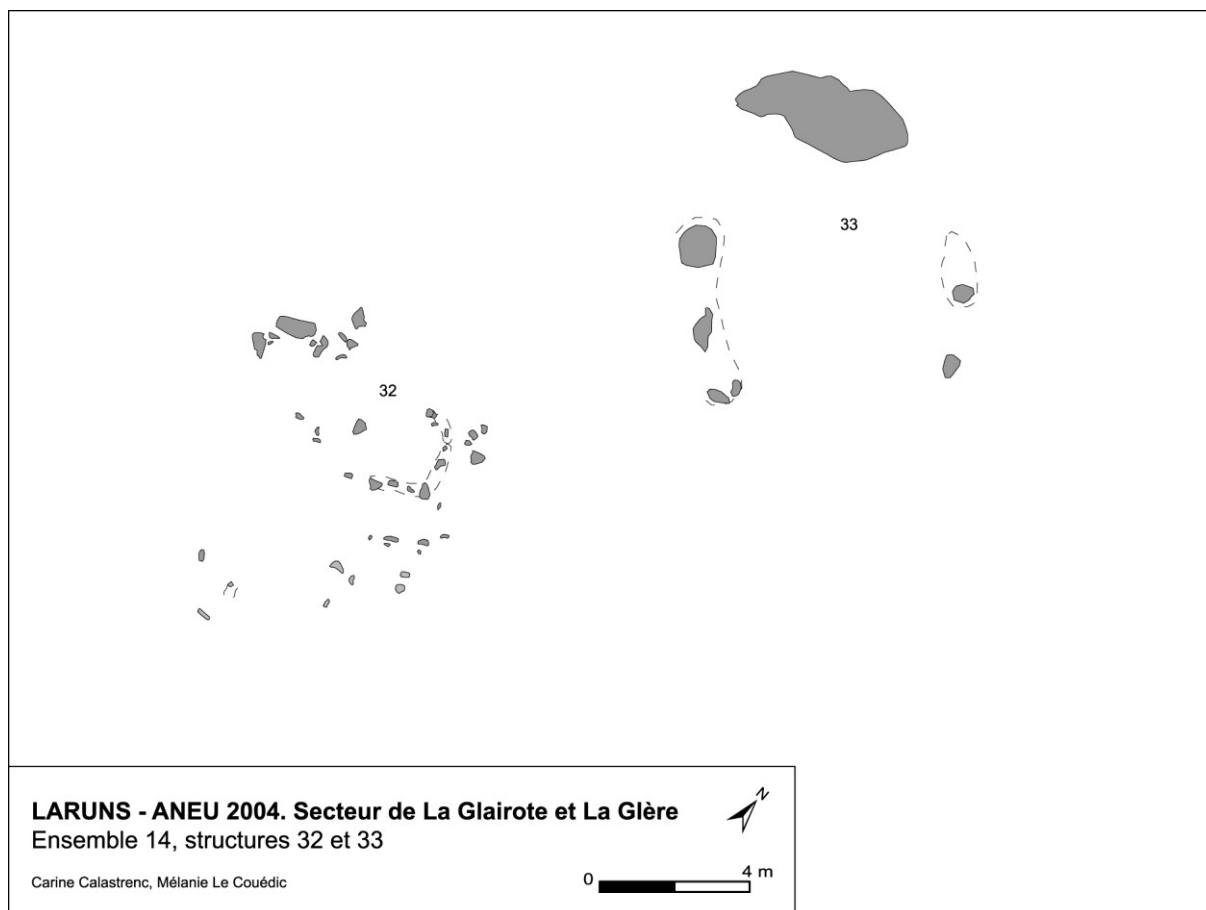 33
32
LARUNS - ANEU 2004. Secteur de La Glairote et La Glère
Ensemble 14, structures 32 et 33
Carine Calastrenc, Mélanie Le Couédic
N
0 4 m